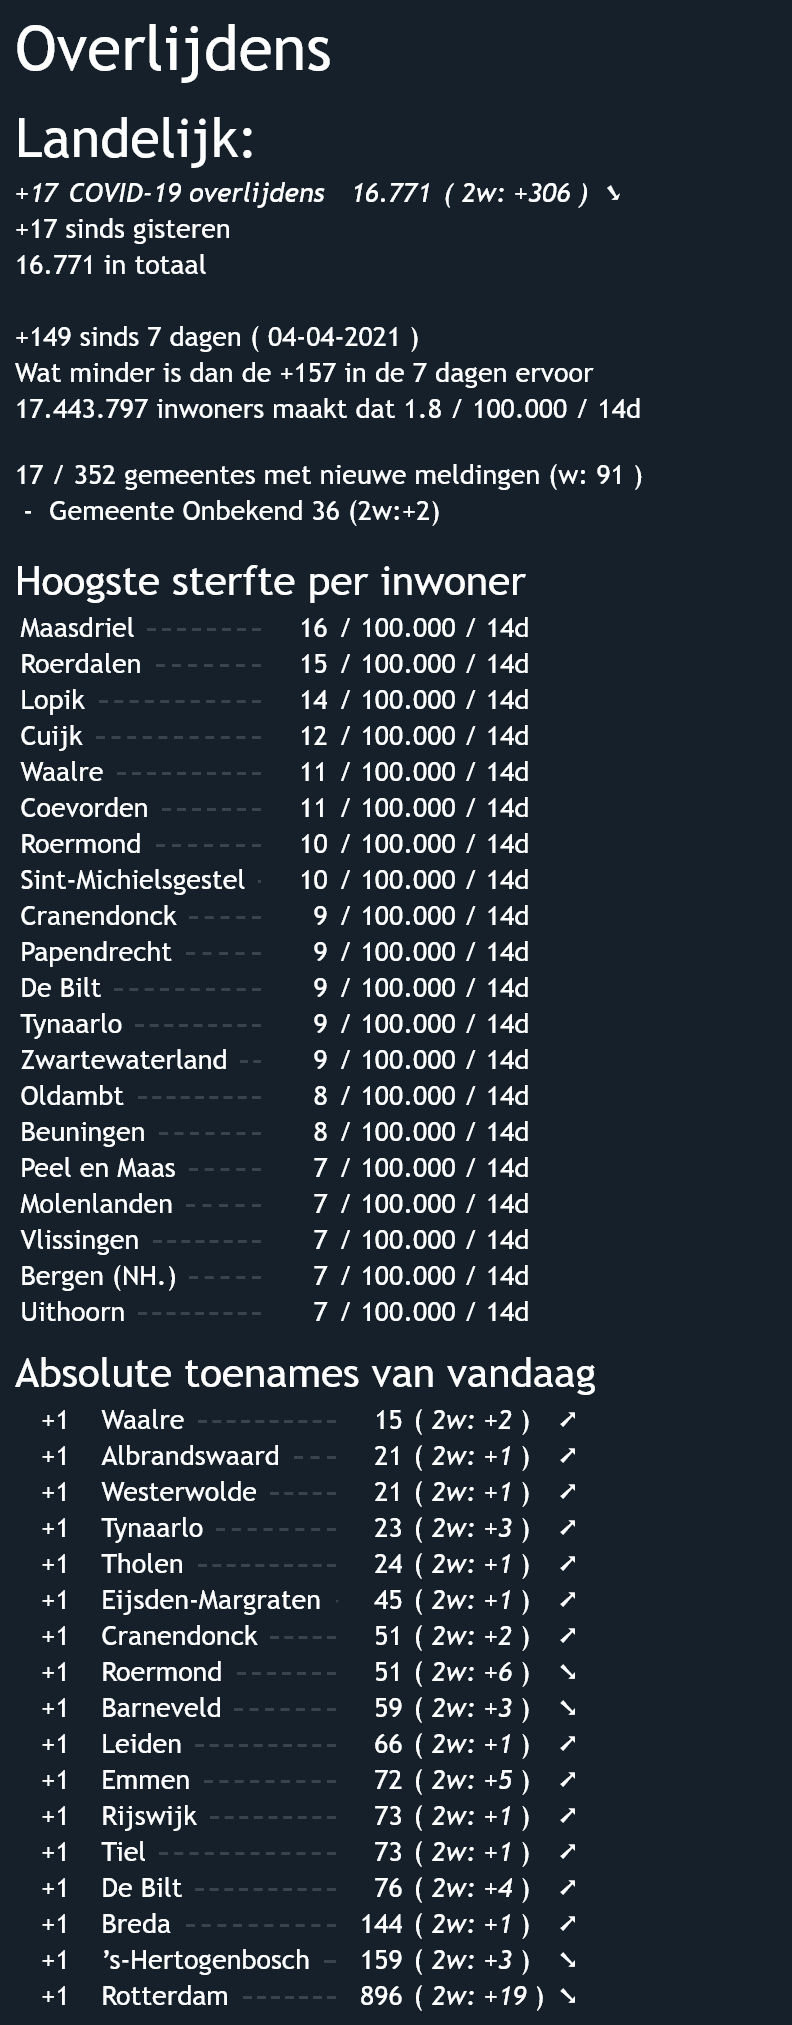 Overlijdens
Landelijk:
+17 COVID-19 overlijdens 16.771 ( 2w: +306 ) ➘
+17 sinds gisteren
16.771 in totaal
+149 sinds 7 dagen ( 04-04-2021 )
Wat minder is dan de +157 in de 7 dagen ervoor
17.443.797 inwoners maakt dat 1.8 / 100.000 / 14d
17 / 352 gemeentes met nieuwe meldingen (w: 91 )
- Gemeente Onbekend 36 (2w:+2)
Hoogste sterfte per inwoner
Maasdriel -------- 16 / 100.000 / 14d
Roerdalen ------- 15 / 100.000 / 14d
Lopik ----------- 14 / 100.000 / 14d
Cuijk ----------- 12 / 100.000 / 14d
Waalre ---------- 11 / 100.000 / 14d
Coevorden ------- 11 / 100.000 / 14d
Roermond ------- 10 / 100.000 / 14d
Sint-Michielsgestel - 10 / 100.000 / 14d
Cranendonck ----- 9 / 100.000 / 14d
Papendrecht ----- 9 / 100.000 / 14d
De Bilt ---------- 9 / 100.000 / 14d
Tynaarlo --------- 9 / 100.000 / 14d
Zwartewaterland -- 9 / 100.000 / 14d
Oldambt --------- 8 / 100.000 / 14d
Beuningen ------- 8 / 100.000 / 14d
Peel en Maas ----- 7 / 100.000 / 14d
Molenlanden ----- 7 / 100.000 / 14d
Vlissingen -------- 7 / 100.000 / 14d
Bergen (NH.) ----- 7 / 100.000 / 14d
Uithoorn --------- 7 / 100.000 / 14d
Absolute toenames van vandaag
+1 Waalre ---------- 15 ( 2w: +2 ) ➚
+1 Albrandswaard --- 21 ( 2w: +1 ) ➚
+1 Westerwolde ----- 21 ( 2w: +1 ) ➚
+1 Tynaarlo -------- 23 ( 2w: +3 ) ➚
+1 Tholen ---------- 24 ( 2w: +1 ) ➚
+1 Eijsden-Margraten - 45 ( 2w: +1 ) ➚
+1 Cranendonck ----- 51 ( 2w: +2 ) ➚
+1 Roermond ------- 51 ( 2w: +6 ) ➘
+1 Barneveld ------- 59 ( 2w: +3 ) ➘
+1 Leiden ---------- 66 ( 2w: +1 ) ➚
+1 Emmen --------- 72 ( 2w: +5 ) ➚
+1 Rijswijk --------- 73 ( 2w: +1 ) ➚
+1 Tiel ------------ 73 ( 2w: +1 ) ➚
+1 De Bilt ---------- 76 ( 2w: +4 ) ➚
+1 Breda ---------- 144 ( 2w: +1 ) ➚
+1 ’s-Hertogenbosch - 159 ( 2w: +3 ) ➘
+1 Rotterdam ------- 896 ( 2w: +19 ) ➘